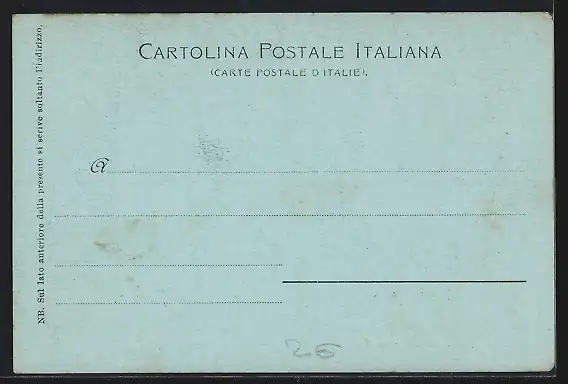 CARTOLINA POSTALE ITALIANA
(CARTE POSTALE D'ITALIE).
A
NB. Sul lato anteriore della presente si scrive soltanto l'indirizzo.
26